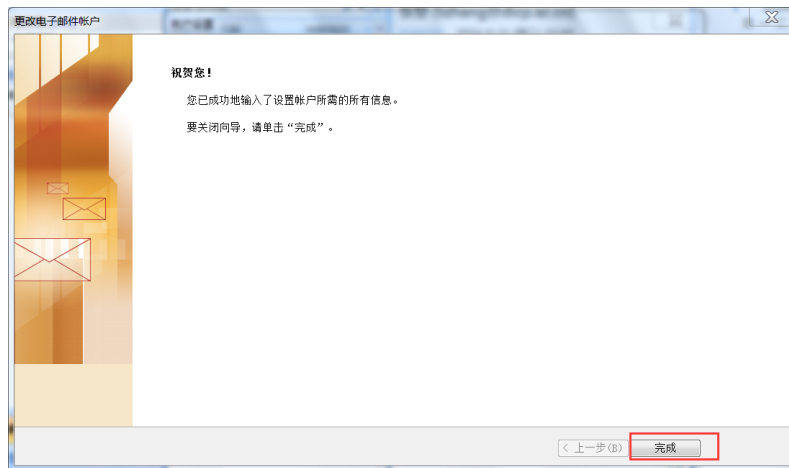 更改电子邮件帐户
祝贺您!
您已成功地输入了设置帐户所需的所有信息。
要关闭向导，请单击“完成”。
< 上一步(B)
完成